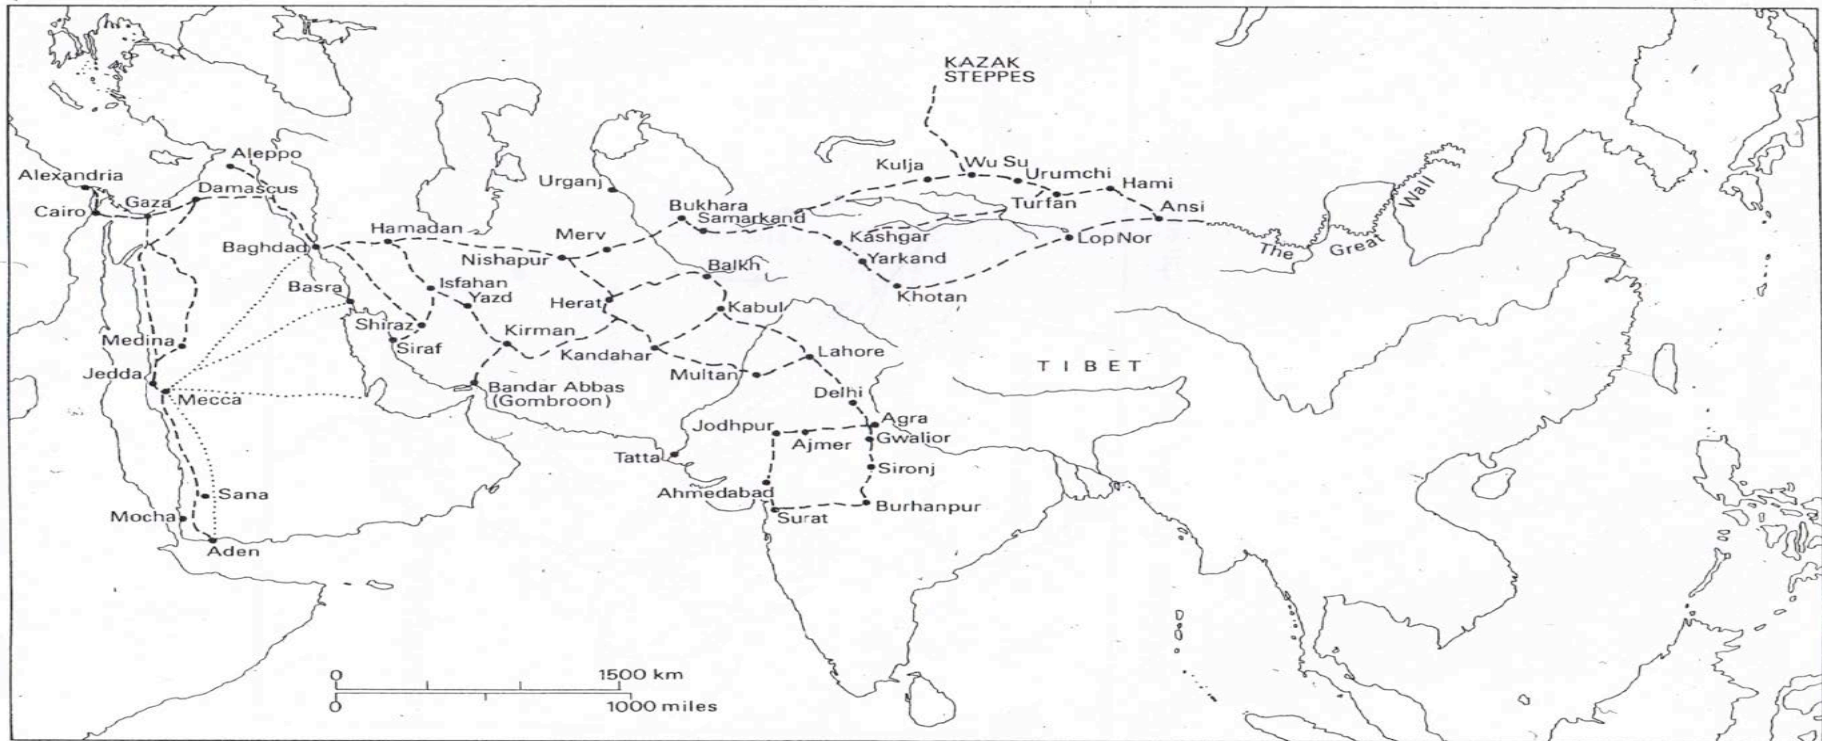 KAZAK
STEPPES
Aleppo
Alexandria
Damascus
Gaza
Cairo
Urganj
Kulja
Wu Su
Urumchi
Hami
Turfan
Ansi
Bukhara
Samarkand
Hamadan
Merv
Baghdad
Nishapur
Kashgar
Lop Nor
The
Great
Wall
Yarkand
Balkh
Khotan
Isfahan
Basra
Yazd
Herat
Kabul
Shiraz
Siraf
Kirman
Kandahar
Lahore
Medina
Multan
TIBET
Jedda
Mecca
Bandar Abbas
(Gombroon)
Delhi
Agra
Jodhpur
Ajmer
Gwalior
Tatta
Sironj
Ahmedabad
Sana
Burhanpur
Mocha
Surat
Aden
0 1500 km
0 1000 miles